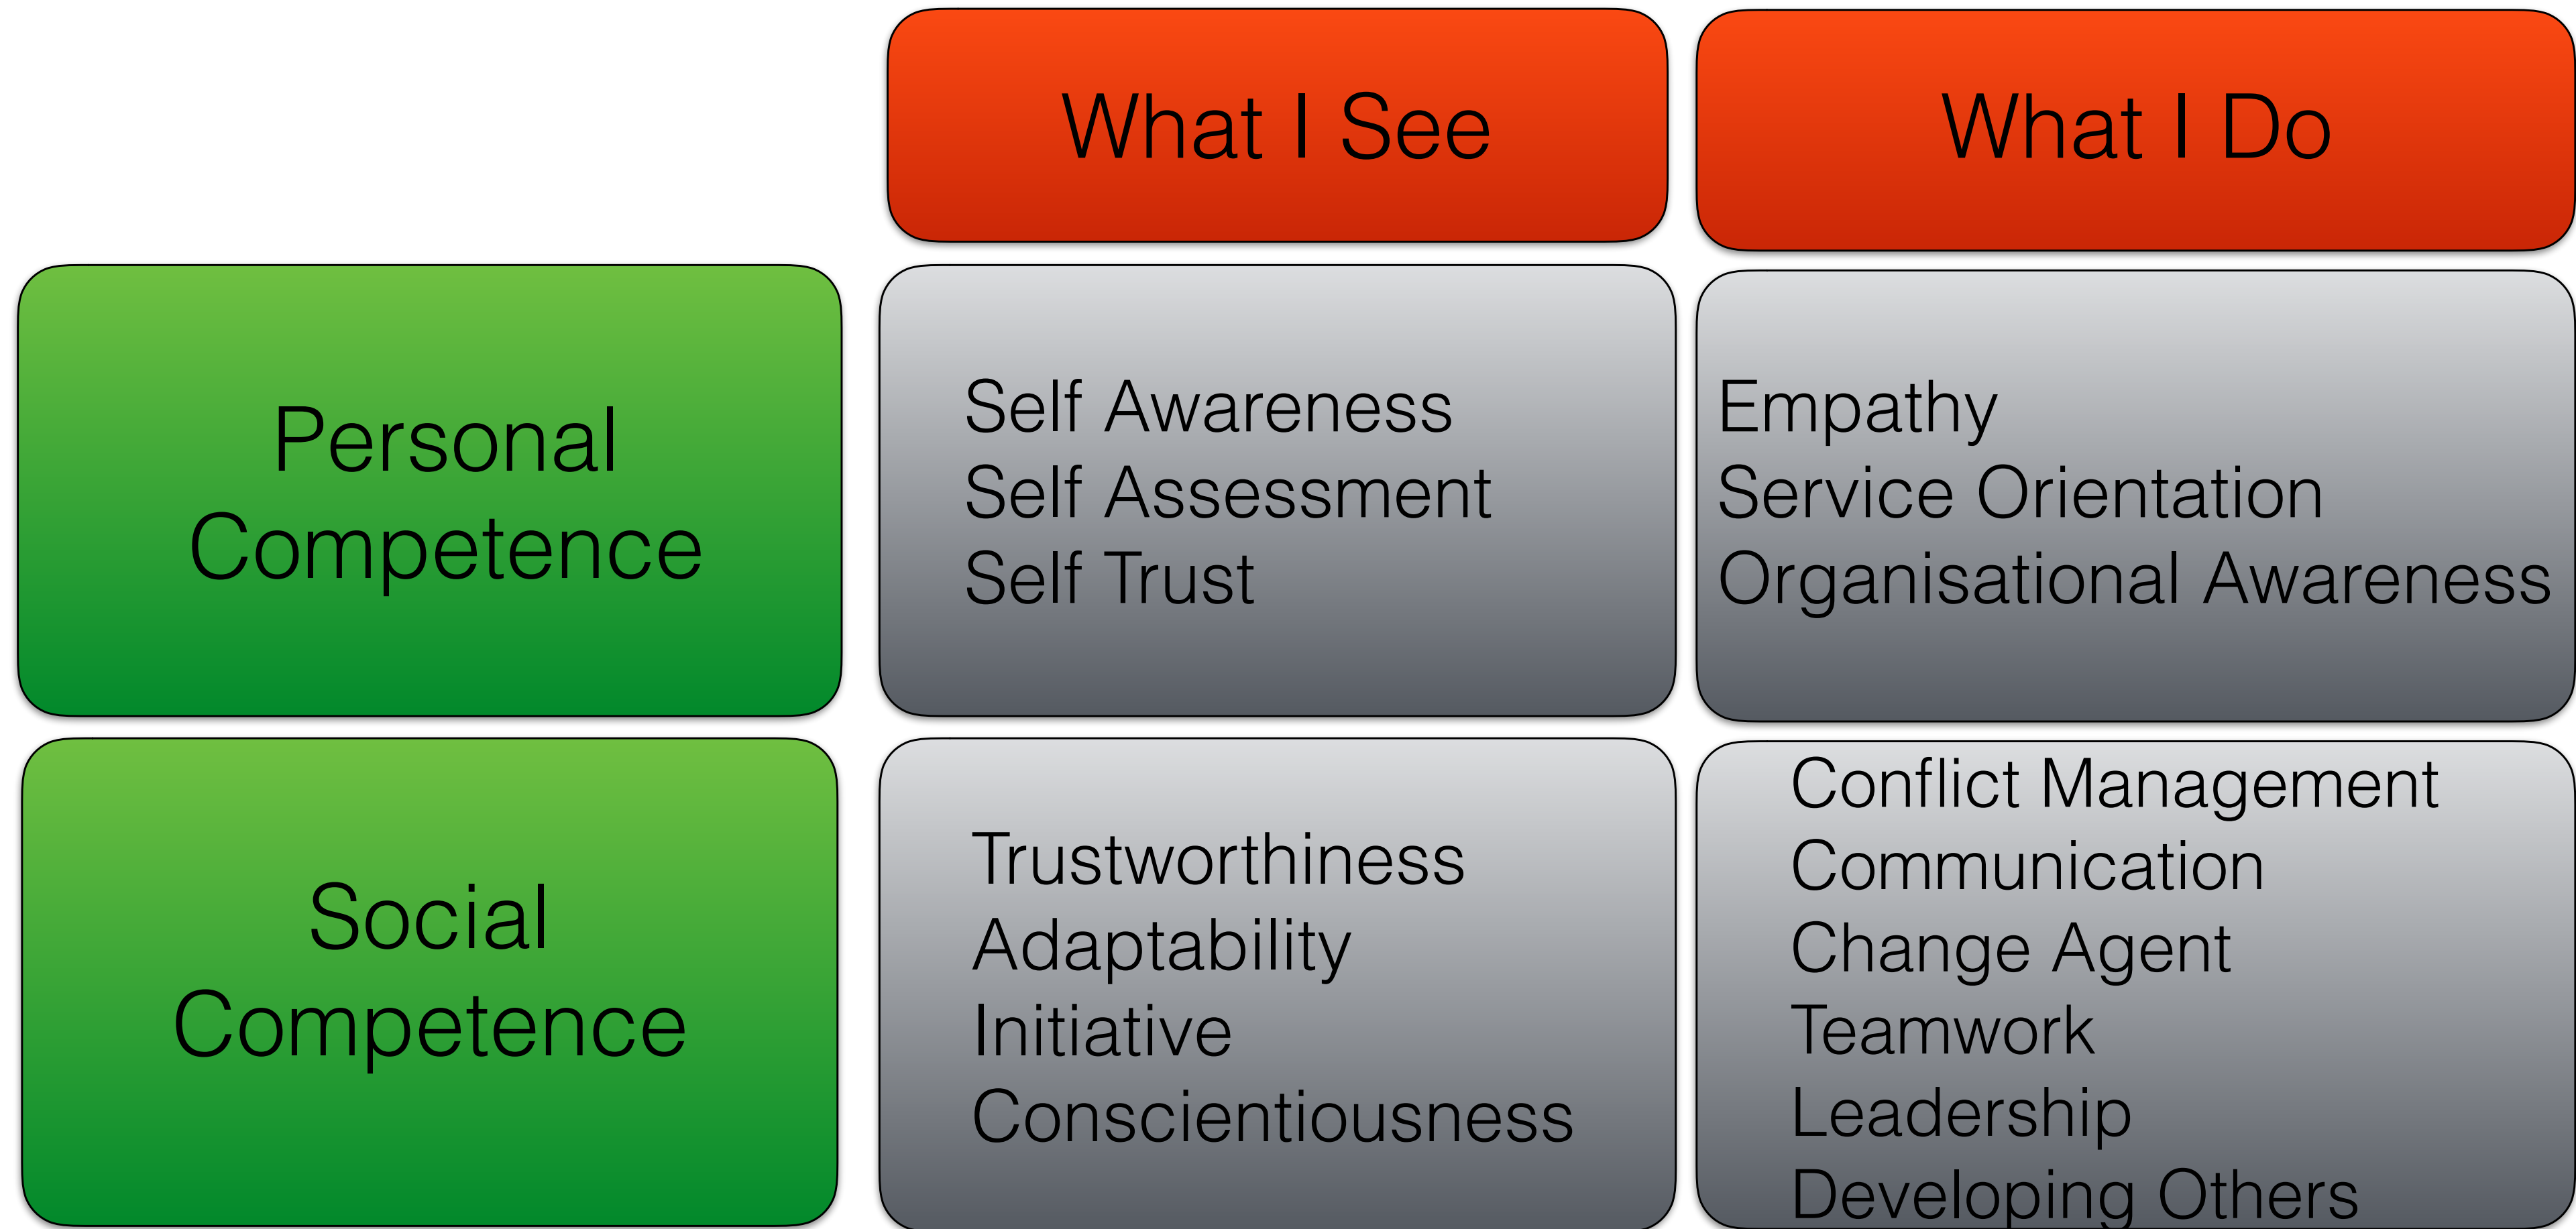 What I See
What I Do
Personal
Competence
Self Awareness
Self Assessment
Self Trust
Empathy
Service Orientation
Organisational Awareness
Social
Competence
Trustworthiness
Adaptability
Initiative
Conscientiousness
Conflict Management
Communication
Change Agent
Teamwork
Leadership
Developing Others